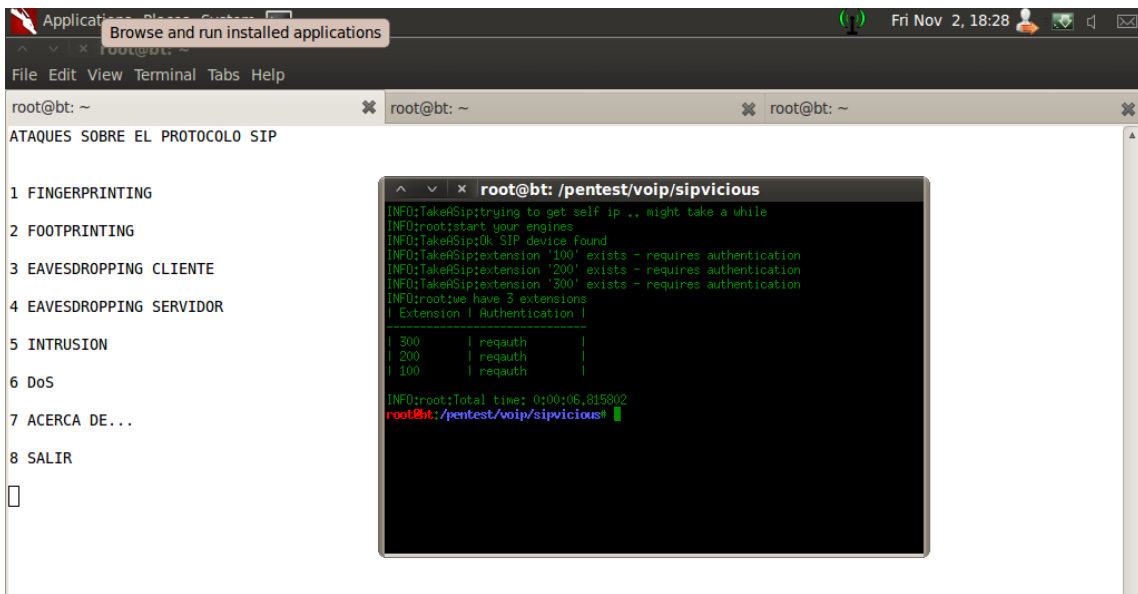 Applications Places System
Fri Nov 2, 18:28
Browse and run installed applications
root@bt: ~
File Edit View Terminal Tabs Help
root@bt: ~
root@bt: ~
root@bt: ~
ATAQUES SOBRE EL PROTOCOLO SIP
1 FINGERPRINTING
2 FOOTPRINTING
3 EAVESDROPPING CLIENTE
4 EAVESDROPPING SERVIDOR
5 INTRUSION
6 DoS
7 ACERCA DE...
8 SALIR
root@bt: /pentest/voip/sipvicious
INFO:TakeASip:trying to get self ip .. might take a while
INFO:root:start your engines
INFO:TakeASip:Ok SIP device found
INFO:TakeASip:extension '100' exists - requires authentication
INFO:TakeASip:extension '200' exists - requires authentication
INFO:TakeASip:extension '300' exists - requires authentication
INFO:root:we have 3 extensions
| Extension | Authentication |
------------------------------
| 300 | reqauth |
| 200 | reqauth |
| 100 | reqauth |
INFO:root:Total time: 0:00:06.815802
root@bt:/pentest/voip/sipvicious#